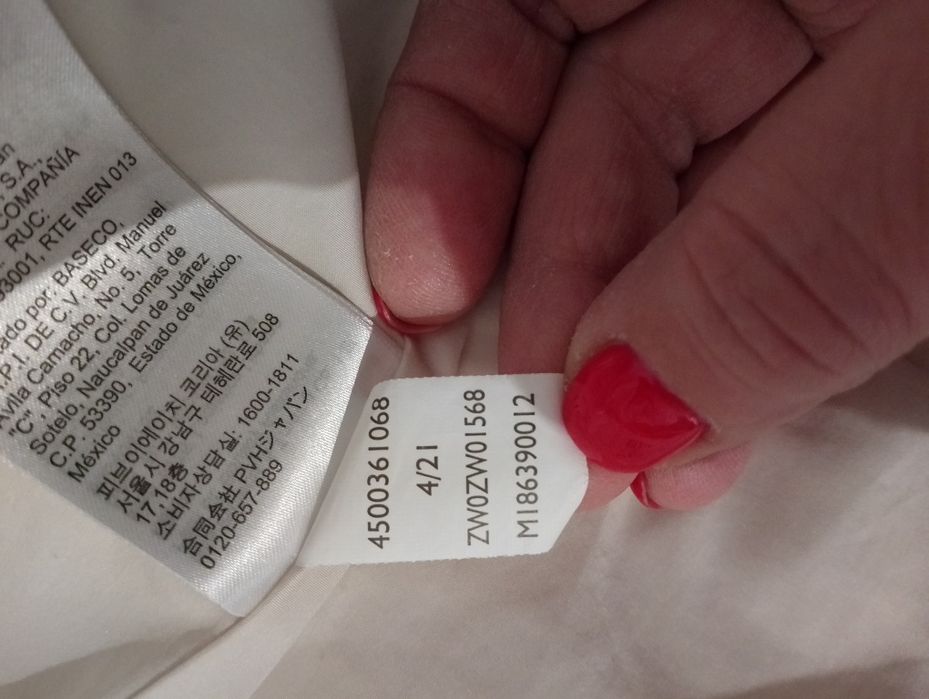 S.A.,
COMPAÑÍA
RUC:
RTE INEN 013
por: BASECO,
DE C.V. Blvd. Manuel
Ávila Camacho, No. 5, Torre
"C", Piso 22, Col. Lomas de
Sotelo, Naucalpan de Juárez
C.P. 53390, Estado de México,
México
피브이에이치 코리아 (유)
서울시 강남구 테헤란로 508
17, 18층
소비자상담실: 1600-1811
合同会社 PVHジャパン
0120-657-889
4500361068
4/21
ZW0ZW01568
M186390012